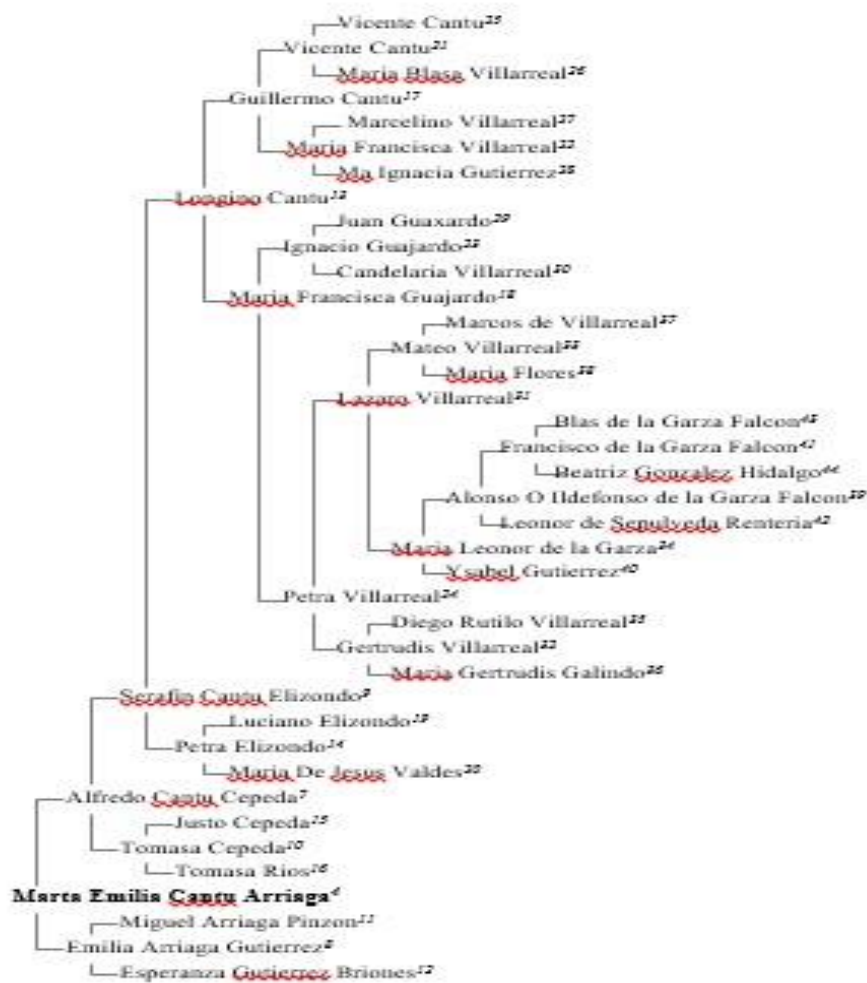 Vicente Cantu²⁵
Vicente Cantu²¹
Maria Blasa Villarreal²⁶
Guillermo Cantu¹⁷
Marcelino Villarreal²⁷
Maria Francisca Villarreal²²
Ma Ignacia Gutierrez²⁸
Longino Cantu¹³
Juan Guaxardo²⁹
Ignacio Guajardo²³
Candelaria Villarreal³⁰
Maria Francisca Guajardo¹⁸
Marcos de Villarreal³⁷
Mateo Villarreal³³
Maria Flores³⁸
Lazaro Villarreal³¹
Blas de la Garza Falcon⁴³
Francisco de la Garza Falcon⁴¹
Beatriz Gonzalez Hidalgo⁴⁴
Alonso O Ildefonso de la Garza Falcon³⁹
Leonor de Sepulveda Renteria⁴²
Maria Leonor de la Garza³⁴
Ysabel Gutierrez⁴⁰
Petra Villarreal²⁴
Diego Rutilo Villarreal³⁵
Gertrudis Villarreal³²
Maria Gertrudis Galindo³⁶
Serafin Cantu Elizondo⁹
Luciano Elizondo¹⁹
Petra Elizondo¹⁴
Maria De Jesus Valdes²⁰
Alfredo Cantu Cepeda⁷
Justo Cepeda¹⁵
Tomasa Cepeda¹⁰
Tomasa Rios¹⁶
Marta Emilia Cantu Arriaga⁴
Miguel Arriaga Pinzon¹¹
Emilia Arriaga Gutierrez⁸
Esperanza Gutierrez Briones¹²